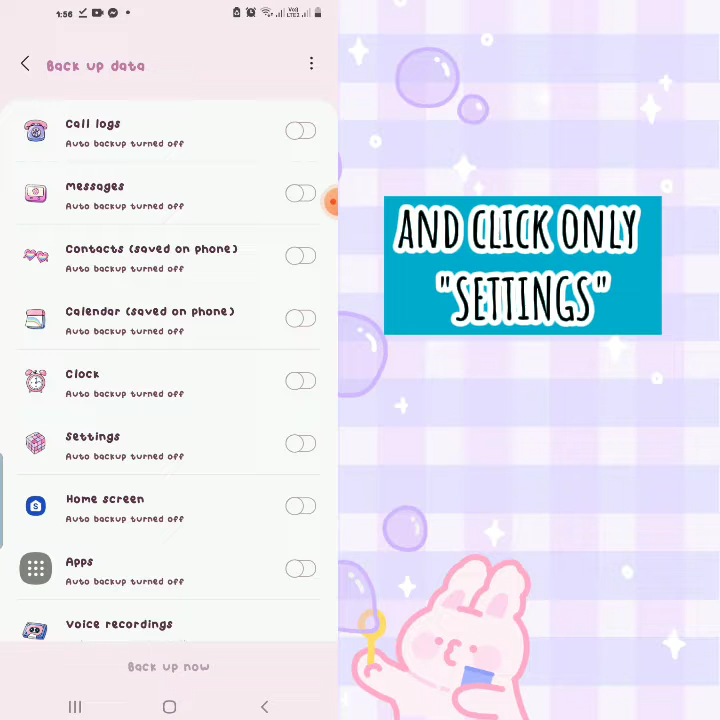 1:56
VoI
LTE2
Back up data
Call logs
Auto backup turned off
Messages
Auto backup turned off
Contacts (saved on phone)
Auto backup turned off
Calendar (saved on phone)
Auto backup turned off
Clock
Auto backup turned off
Settings
Auto backup turned off
Home screen
Auto backup turned off
Apps
Auto backup turned off
Voice recordings
Back up now
AND CLICK ONLY
"SETTINGS"